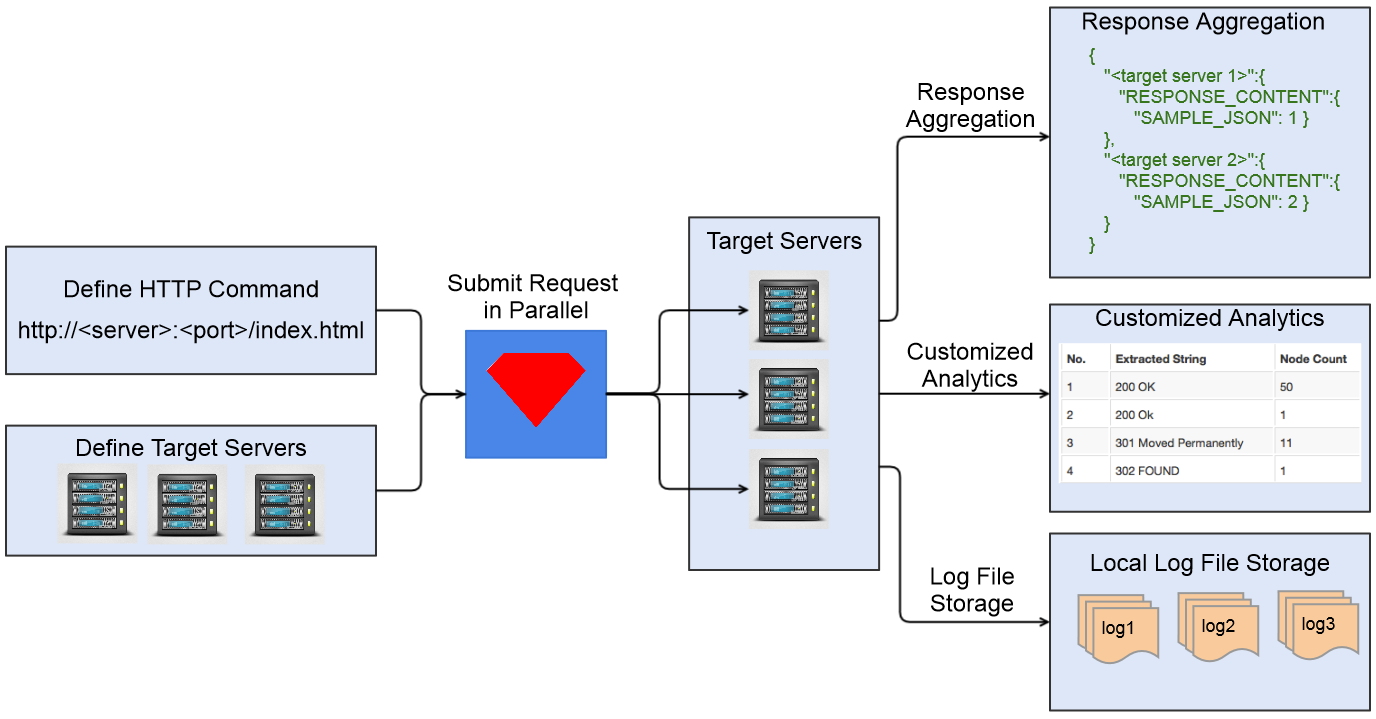 Define HTTP Command
http://<server>:<port>/index.html
Define Target Servers
Submit Request
in Parallel
Target Servers
Response
Aggregation
Customized
Analytics
Log File
Storage
Response Aggregation
{
"<target server 1>":{
"RESPONSE_CONTENT":{
"SAMPLE_JSON": 1 }
},
"<target server 2>":{
"RESPONSE_CONTENT":{
"SAMPLE_JSON": 2 }
}
}
Customized Analytics
No. Extracted String Node Count
1 200 OK 50
2 200 Ok 1
3 301 Moved Permanently 11
4 302 FOUND 1
Local Log File Storage
log1 log2 log3